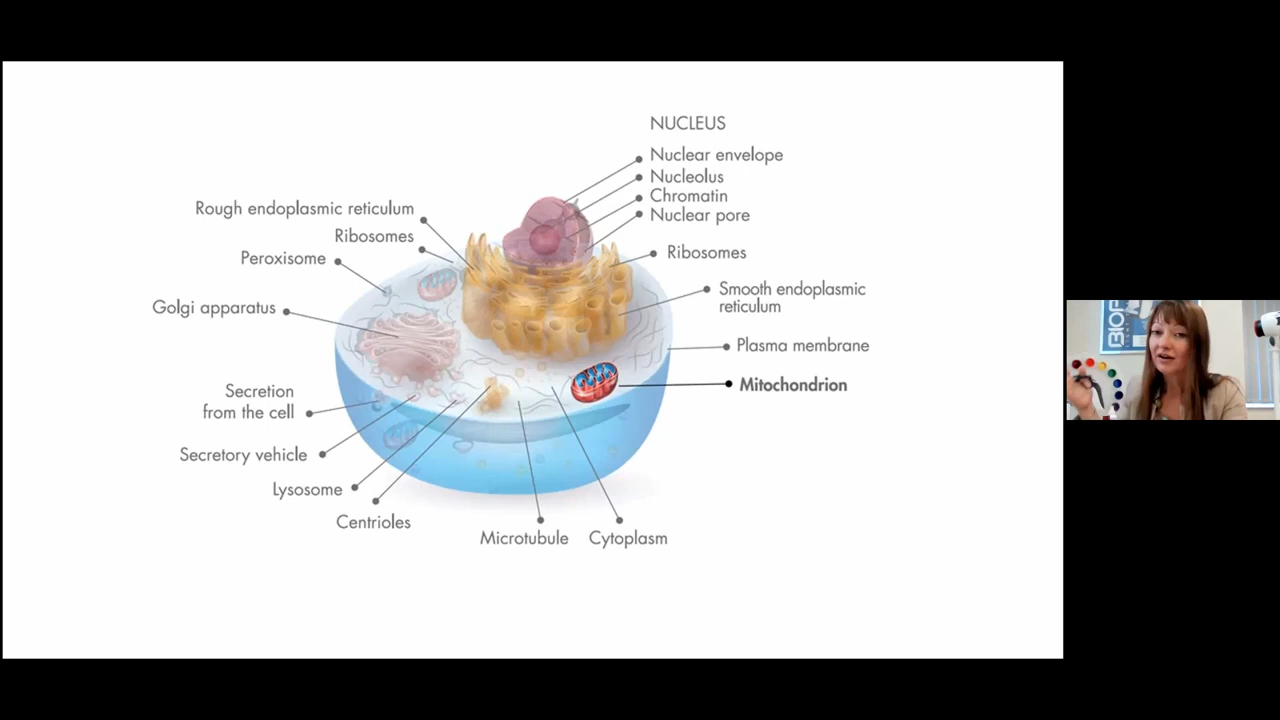 NUCLEUS
Nuclear envelope
Nucleolus
Chromatin
Nuclear pore
Rough endoplasmic reticulum
Ribosomes
Peroxisome
Golgi apparatus
Ribosomes
Smooth endoplasmic
reticulum
Plasma membrane
Mitochondrion
Secretion
from the cell
Secretory vehicle
Lysosome
Centrioles
Microtubule
Cytoplasm